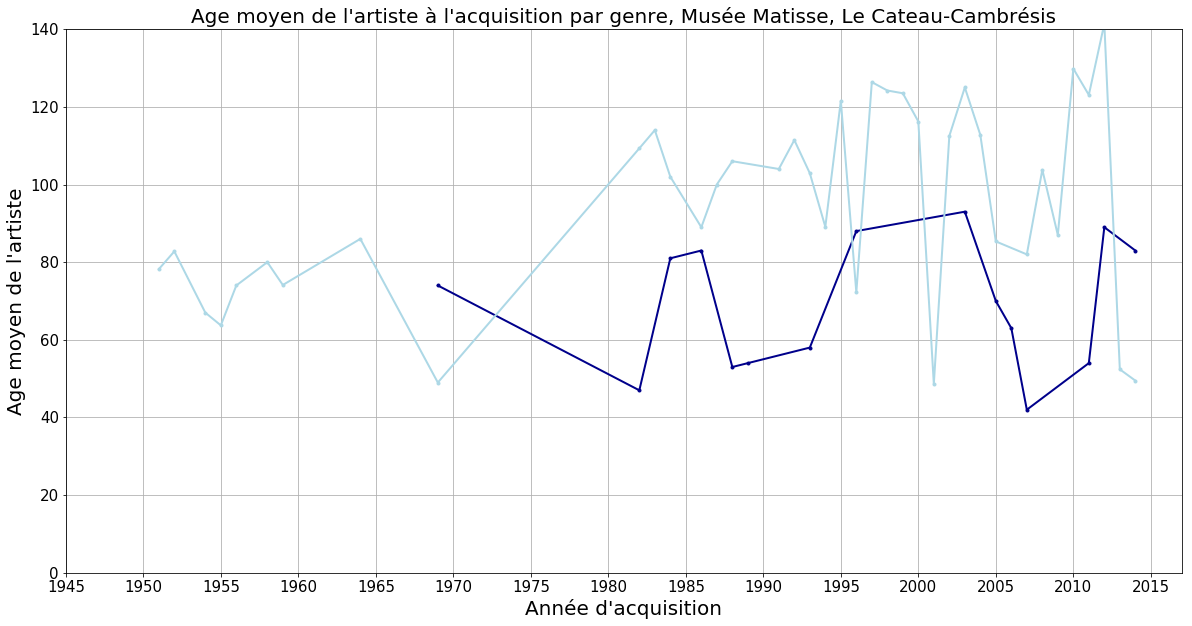 Age moyen de l'artiste à l'acquisition par genre, Musée Matisse, Le Cateau-Cambrésis
140
120
100
80
60
40
20
0
Age moyen de l'artiste
1945 1950 1955 1960 1965 1970 1975 1980 1985 1990 1995 2000 2005 2010 2015
Année d'acquisition